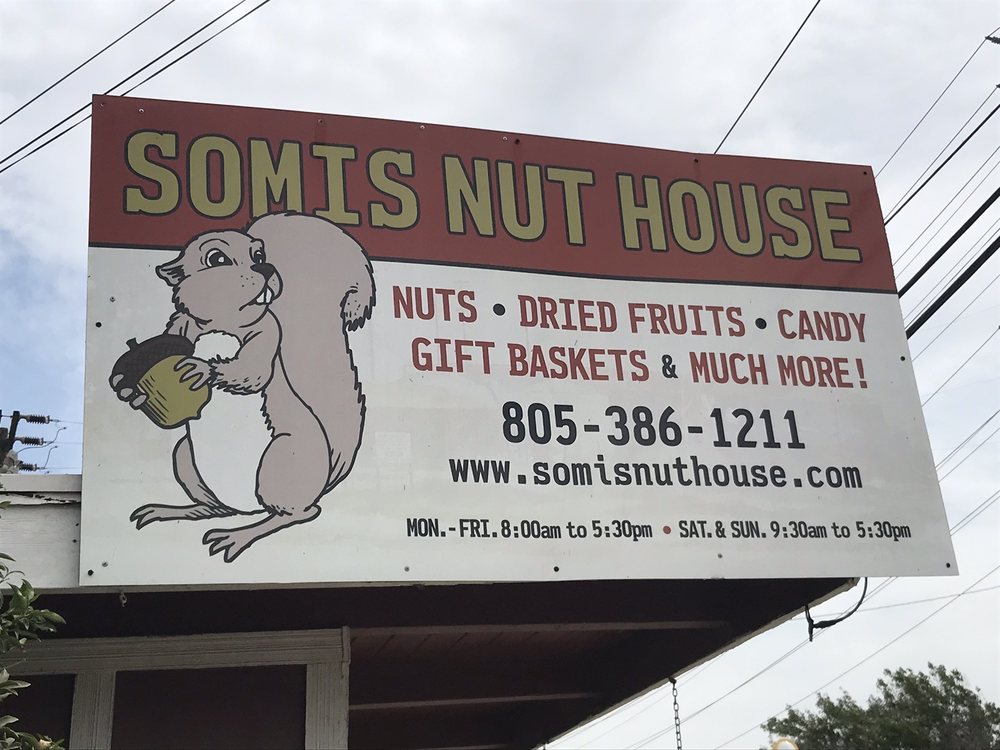 SOMIS NUT HOUSE
NUTS • DRIED FRUITS • CANDY
GIFT BASKETS & MUCH MORE!
805-386-1211
www.somisnuthouse.com
MON.-FRI. 8:00am to 5:30pm • SAT. & SUN. 9:30am to 5:30pm